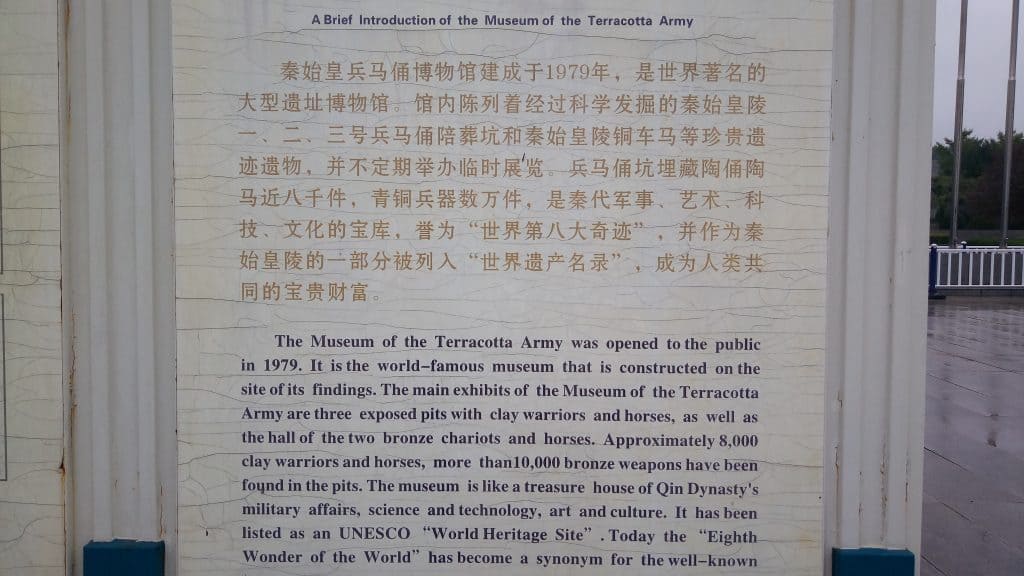 A Brief Introduction of the Museum of the Terracotta Army
秦始皇兵马俑博物馆建成于1979年，是世界著名的
大型遗址博物馆。馆内陈列着经过科学发掘的秦始皇陵
一、二、三号兵马俑陪葬坑和秦始皇陵铜车马等珍贵遗
迹遗物，并不定期举办临时展览。兵马俑坑埋藏陶俑陶
马近八千件，青铜兵器数万件，是秦代军事、艺术、科
技、文化的宝库，誉为“世界第八大奇迹”，并作为秦
始皇陵的一部分被列入“世界遗产名录”，成为人类共
同的宝贵财富。
The Museum of the Terracotta Army was opened to the public
in 1979. It is the world-famous museum that is constructed on the
site of its findings. The main exhibits of the Museum of the Terracotta
Army are three exposed pits with clay warriors and horses, as well as
the hall of the two bronze chariots and horses. Approximately 8,000
clay warriors and horses, more than10,000 bronze weapons have been
found in the pits. The museum is like a treasure house of Qin Dynasty's
military affairs, science and technology, art and culture. It has been
listed as an UNESCO “World Heritage Site”. Today the “Eighth
Wonder of the World” has become a synonym for the well-known